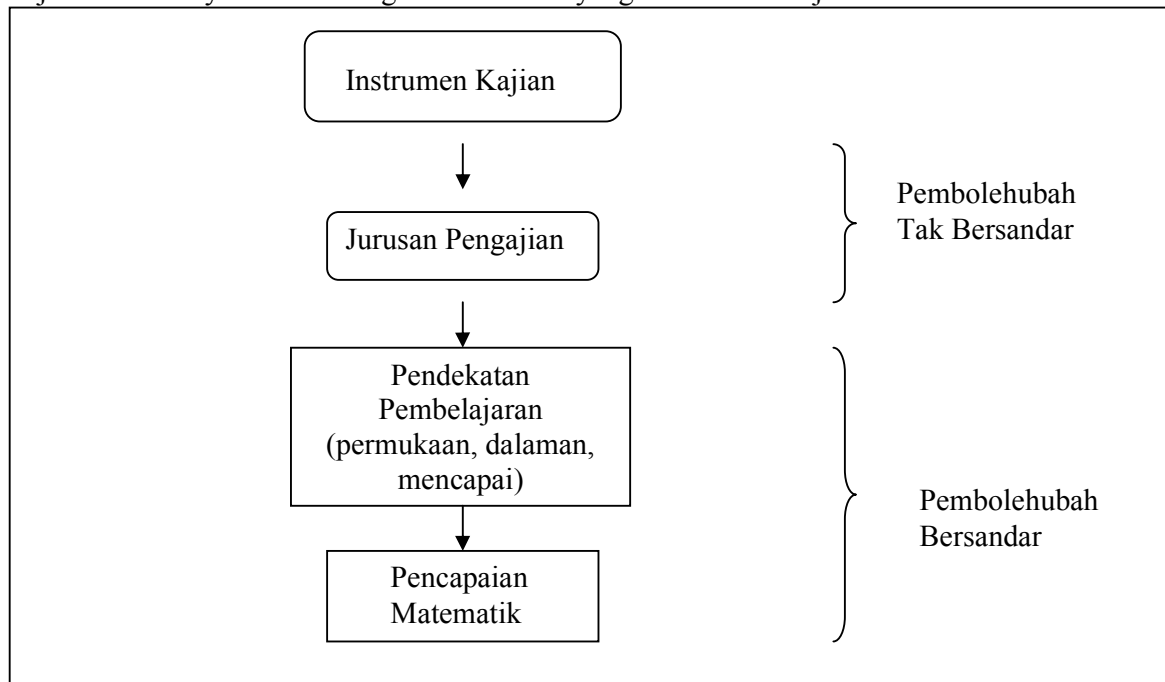 Instrumen Kajian
Pembolehubah
Tak Bersandar
Jurusan Pengajian
Pendekatan
Pembelajaran
(permukaan, dalaman,
mencapai)
Pembolehubah
Bersandar
Pencapaian
Matematik